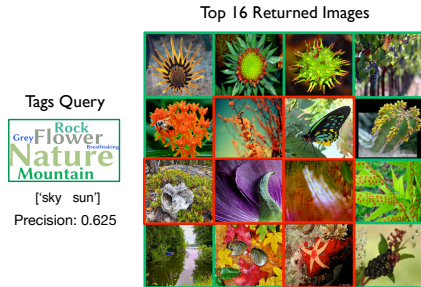 Top 16 Returned Images
Tags Query
Rock
Grey Flower
Breathtaking
Nature
Mountain
['sky sun']
Precision: 0.625